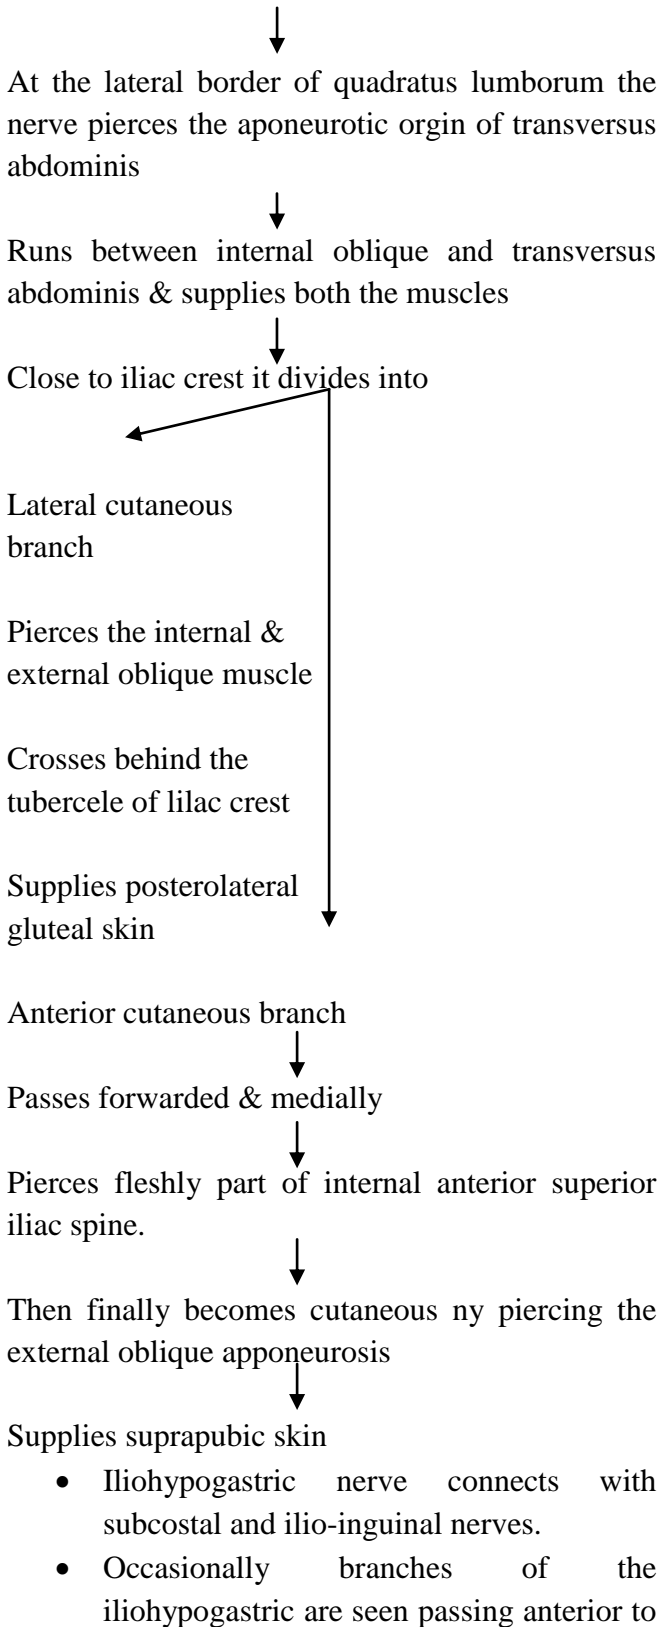 At the lateral border of quadratus lumborum the
nerve pierces the aponeurotic orgin of transversus
abdominis
Runs between internal oblique and transversus
abdominis & supplies both the muscles
Close to iliac crest it divides into
Lateral cutaneous
branch
Pierces the internal &
external oblique muscle
Crosses behind the
tubercele of lilac crest
Supplies posterolateral
gluteal skin
Anterior cutaneous branch
Passes forwarded & medially
Pierces fleshly part of internal anterior superior
iliac spine.
Then finally becomes cutaneous ny piercing the
external oblique apponeurosis
Supplies suprapubic skin
• Iliohypogastric nerve connects with
subcostal and ilio-inguinal nerves.
• Occasionally branches of the
iliohypogastric are seen passing anterior to